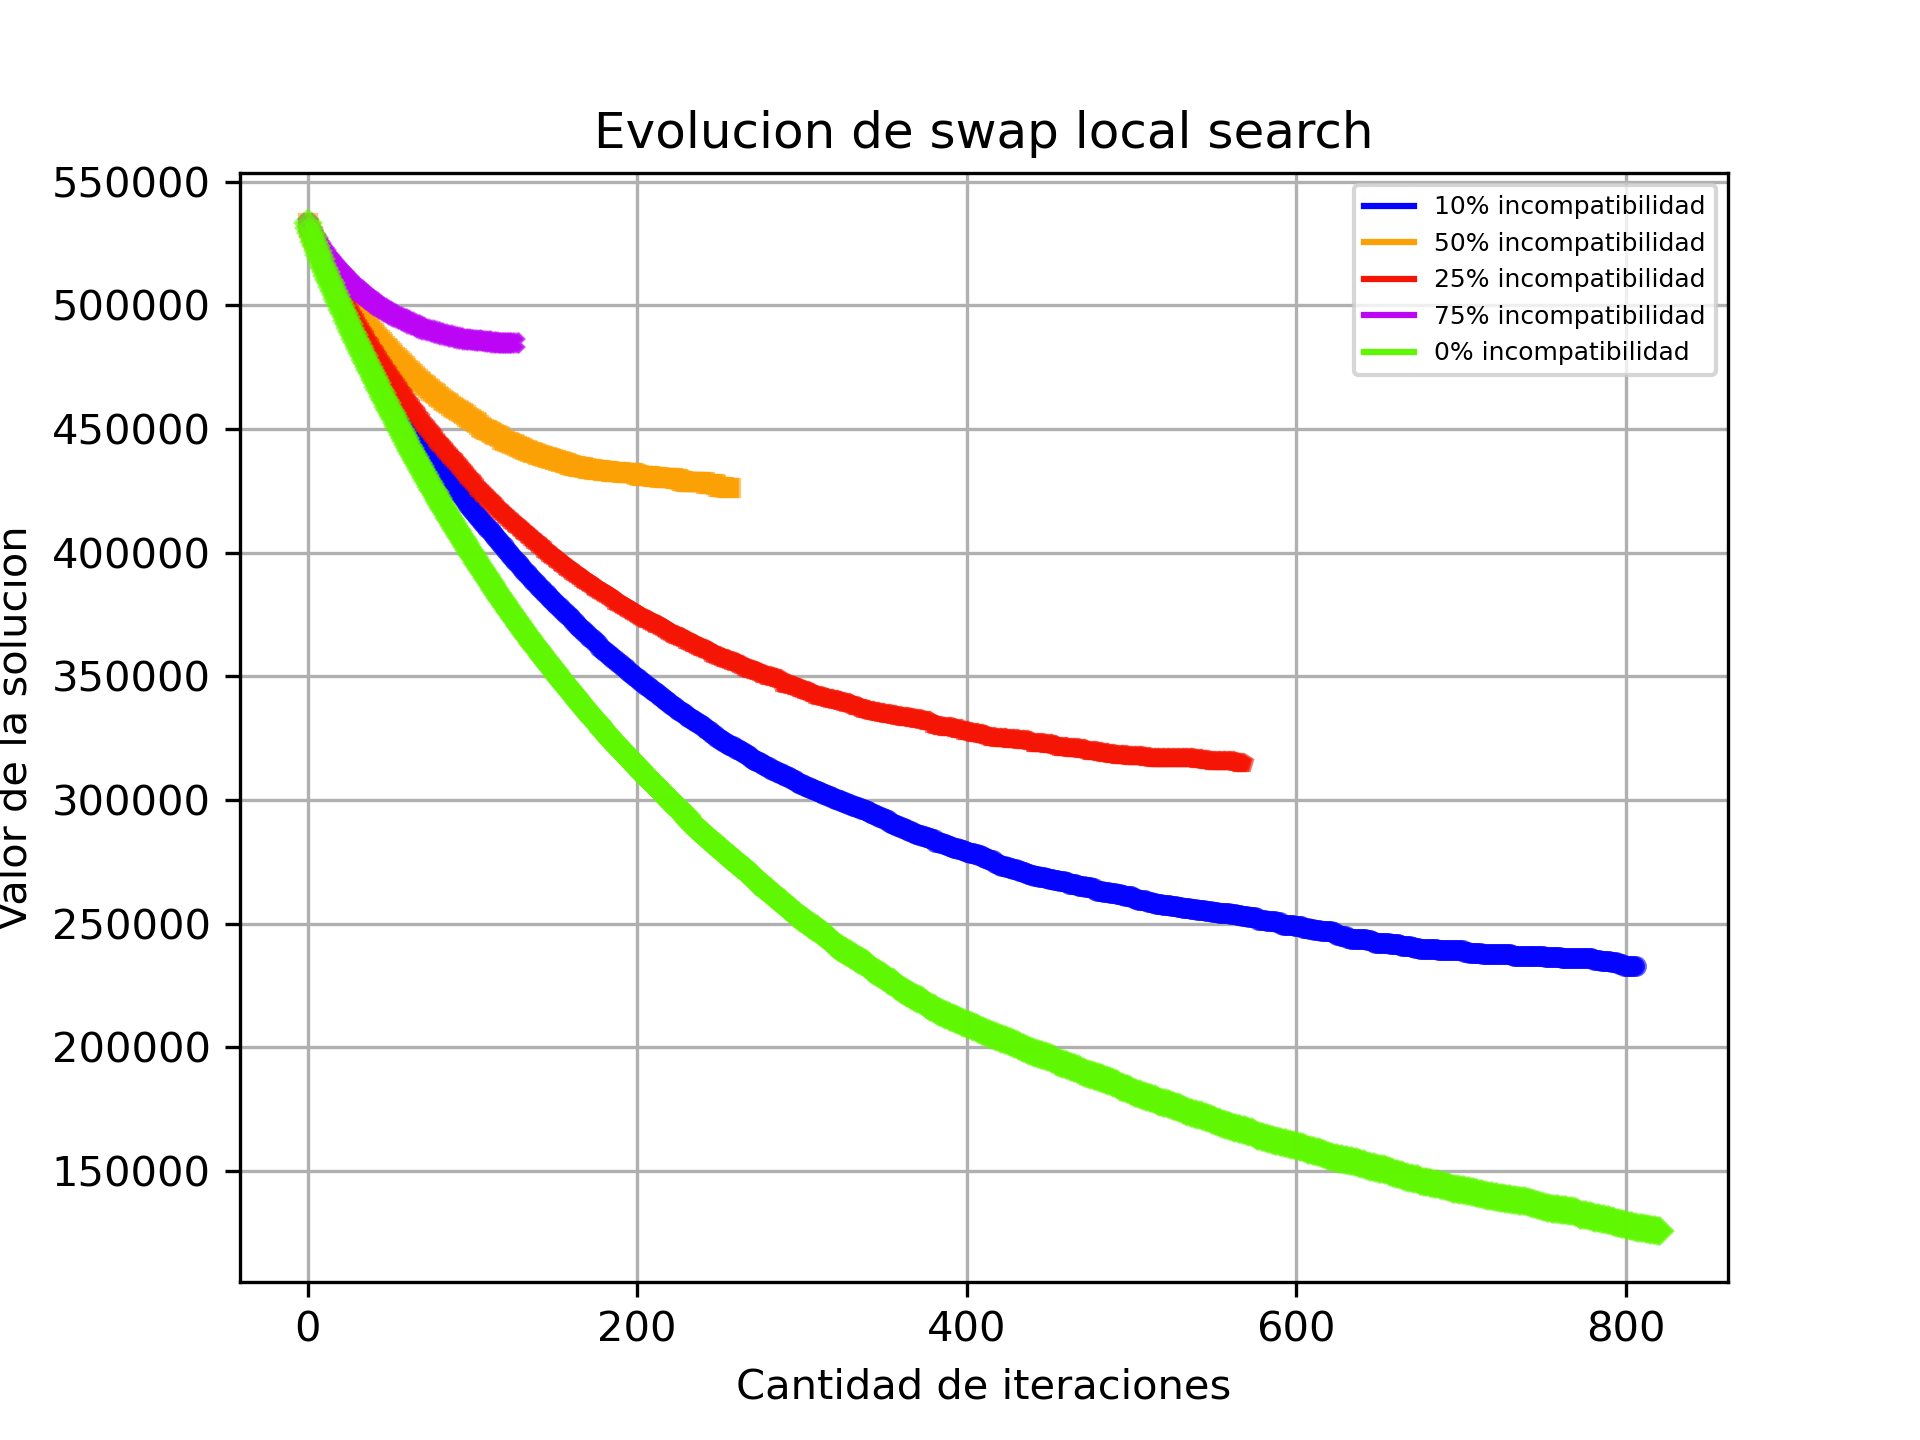 Evolucion de swap local search
550000
500000
450000
400000
350000
300000
250000
200000
150000
Valor de la solucion
10% incompatibilidad
50% incompatibilidad
25% incompatibilidad
75% incompatibilidad
0% incompatibilidad
0 200 400 600 800
Cantidad de iteraciones